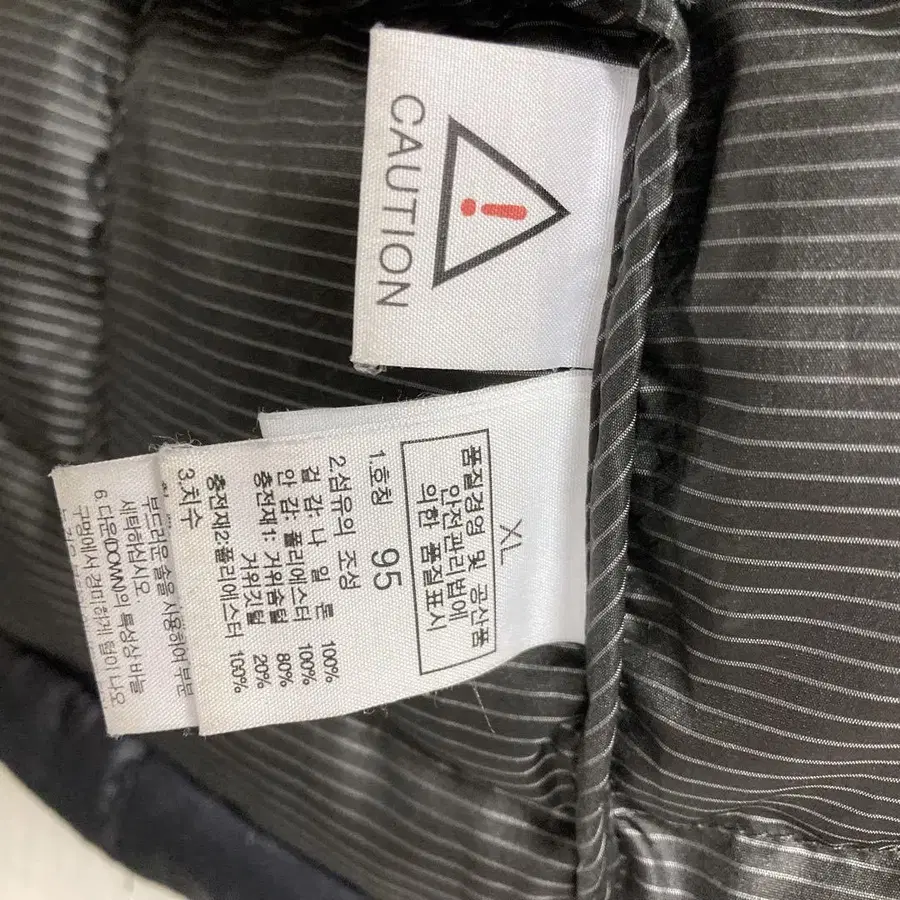 CAUTION
XL
품질경영 및 공산품
안전관리법에
의한 품질표시
1.호칭 95
2.섬유의 조성
겉 감: 나 일 론 100%
안 감: 폴리에스터 100%
충전재: 거위솜털 80%
거위깃털 20%
충전재2:폴리에스터 100%
3.치수
부드러운 솔을 사용하여 부분
세탁하십시오
6. 다운(DOWN)의 특성상 바늘
구멍에서 경미하게 털이 나오